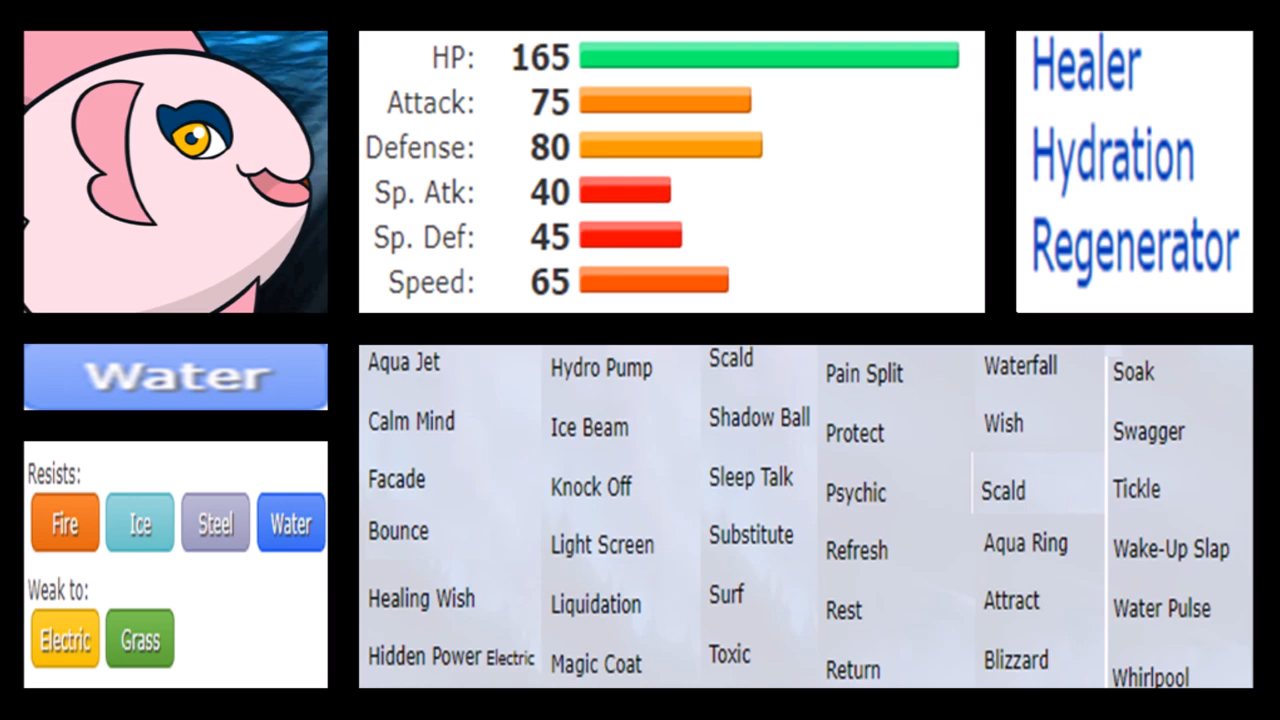 HP: 165
Attack: 75
Defense: 80
Sp. Atk: 40
Sp. Def: 45
Speed: 65
Healer
Hydration
Regenerator
Water
Resists:
Fire Ice Steel Water
Weak to:
Electric Grass
Aqua Jet
Calm Mind
Facade
Bounce
Healing Wish
Hidden Power Electric
Hydro Pump
Ice Beam
Knock Off
Light Screen
Liquidation
Magic Coat
Scald
Shadow Ball
Sleep Talk
Substitute
Surf
Toxic
Pain Split
Protect
Psychic
Refresh
Rest
Return
Waterfall
Wish
Scald
Aqua Ring
Attract
Blizzard
Soak
Swagger
Tickle
Wake-Up Slap
Water Pulse
Whirlpool